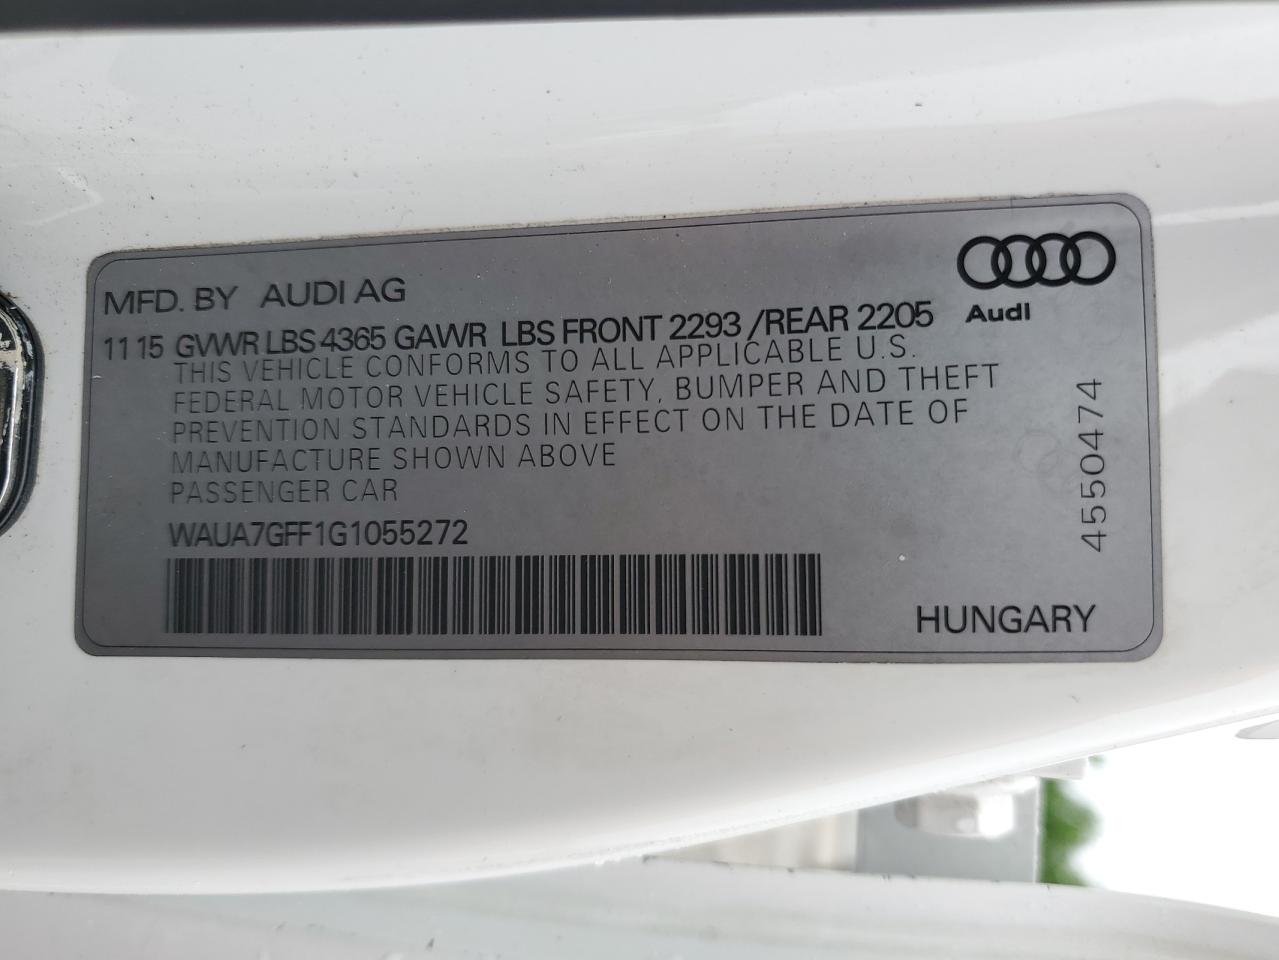 MFD. BY AUDI AG
11 15 GVWR LBS 4365 GAWR LBS FRONT 2293 /REAR 2205
Audi
THIS VEHICLE CONFORMS TO ALL APPLICABLE U.S.
FEDERAL MOTOR VEHICLE SAFETY, BUMPER AND THEFT
PREVENTION STANDARDS IN EFFECT ON THE DATE OF
MANUFACTURE SHOWN ABOVE
PASSENGER CAR
WAUA7GFF1G1055272
4550474
HUNGARY